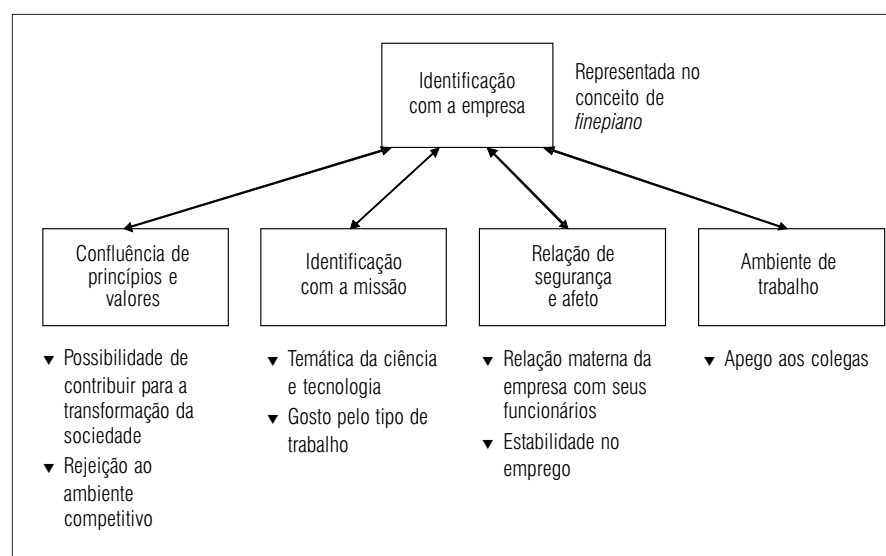 Identificação
com a empresa
Representada no
conceito de
finepiano
Confluência de
princípios e
valores
Identificação
com a missão
Relação de
segurança
e afeto
Ambiente de
trabalho
▼ Possibilidade de
contribuir para a
transformação da
sociedade
▼ Rejeição ao
ambiente
competitivo
▼ Temática da ciência
e tecnologia
▼ Gosto pelo tipo de
trabalho
▼ Relação materna da
empresa com seus
funcionários
▼ Estabilidade no
emprego
▼ Apego aos colegas